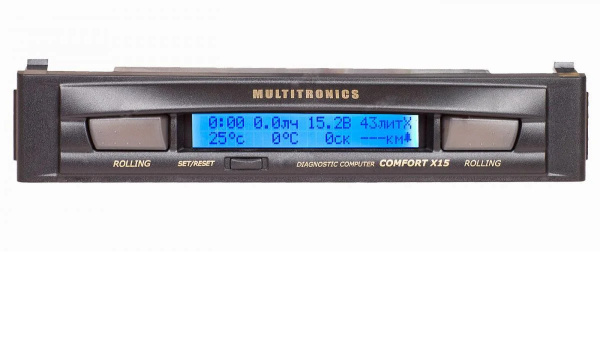 MULTITRONICS
0:00 0.0лч 15.2В 43литХ
25°c 0°C 0ск ---км
ROLLING SET/RESET DIAGNOSTIC COMPUTER COMFORT X15 ROLLING